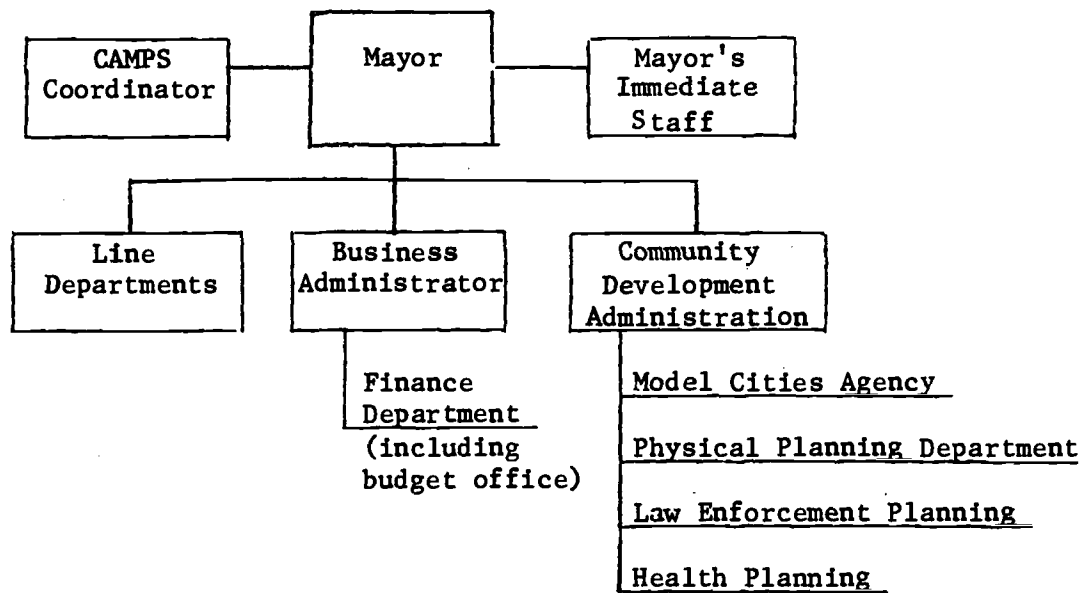 CAMPS
Coordinator
Mayor
Mayor's
Immediate
Staff
Line
Departments
Business
Administrator
Community
Development
Administration
Finance
Department
(including
budget office)
Model Cities Agency
Physical Planning Department
Law Enforcement Planning
Health Planning